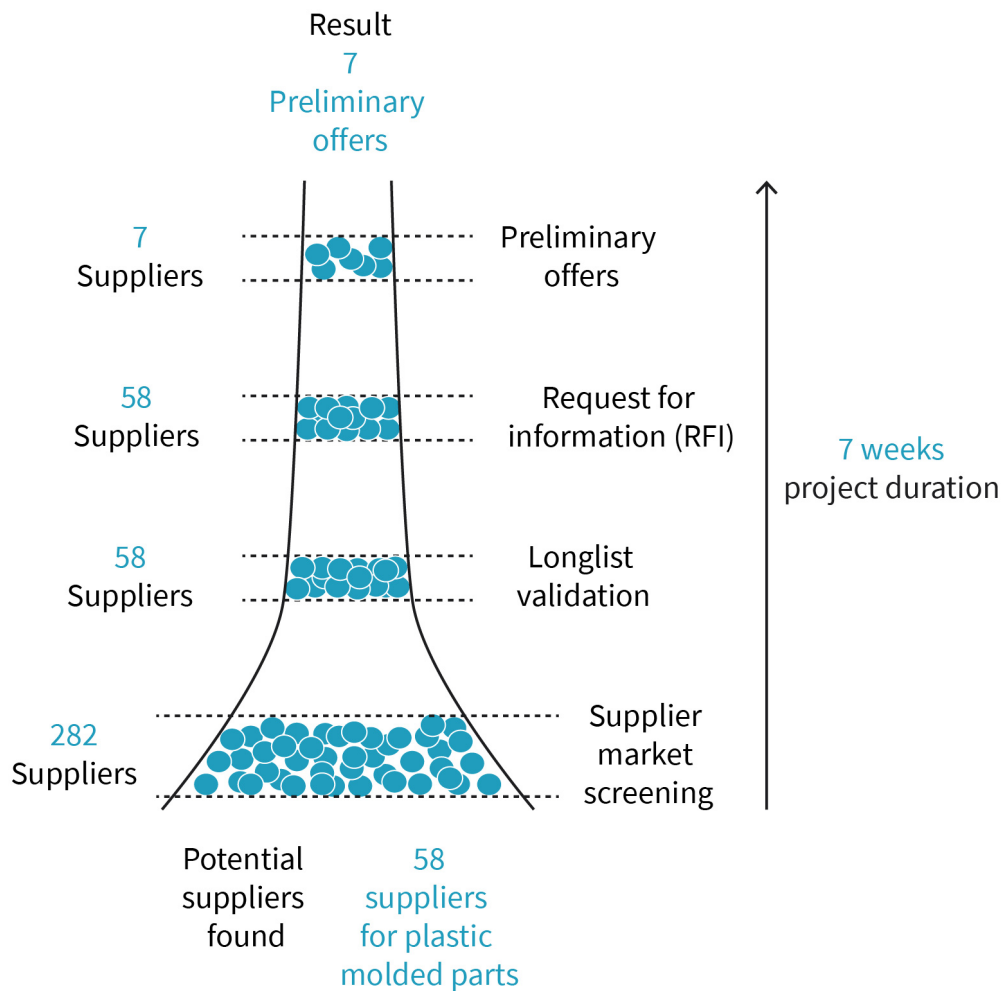 Result
7
Preliminary
offers
7
Suppliers
Preliminary
offers
58
Suppliers
Request for
information (RFI)
7 weeks
project duration
58
Suppliers
Longlist
validation
282
Suppliers
Supplier
market
screening
Potential
suppliers
found
58
suppliers
for plastic
molded parts